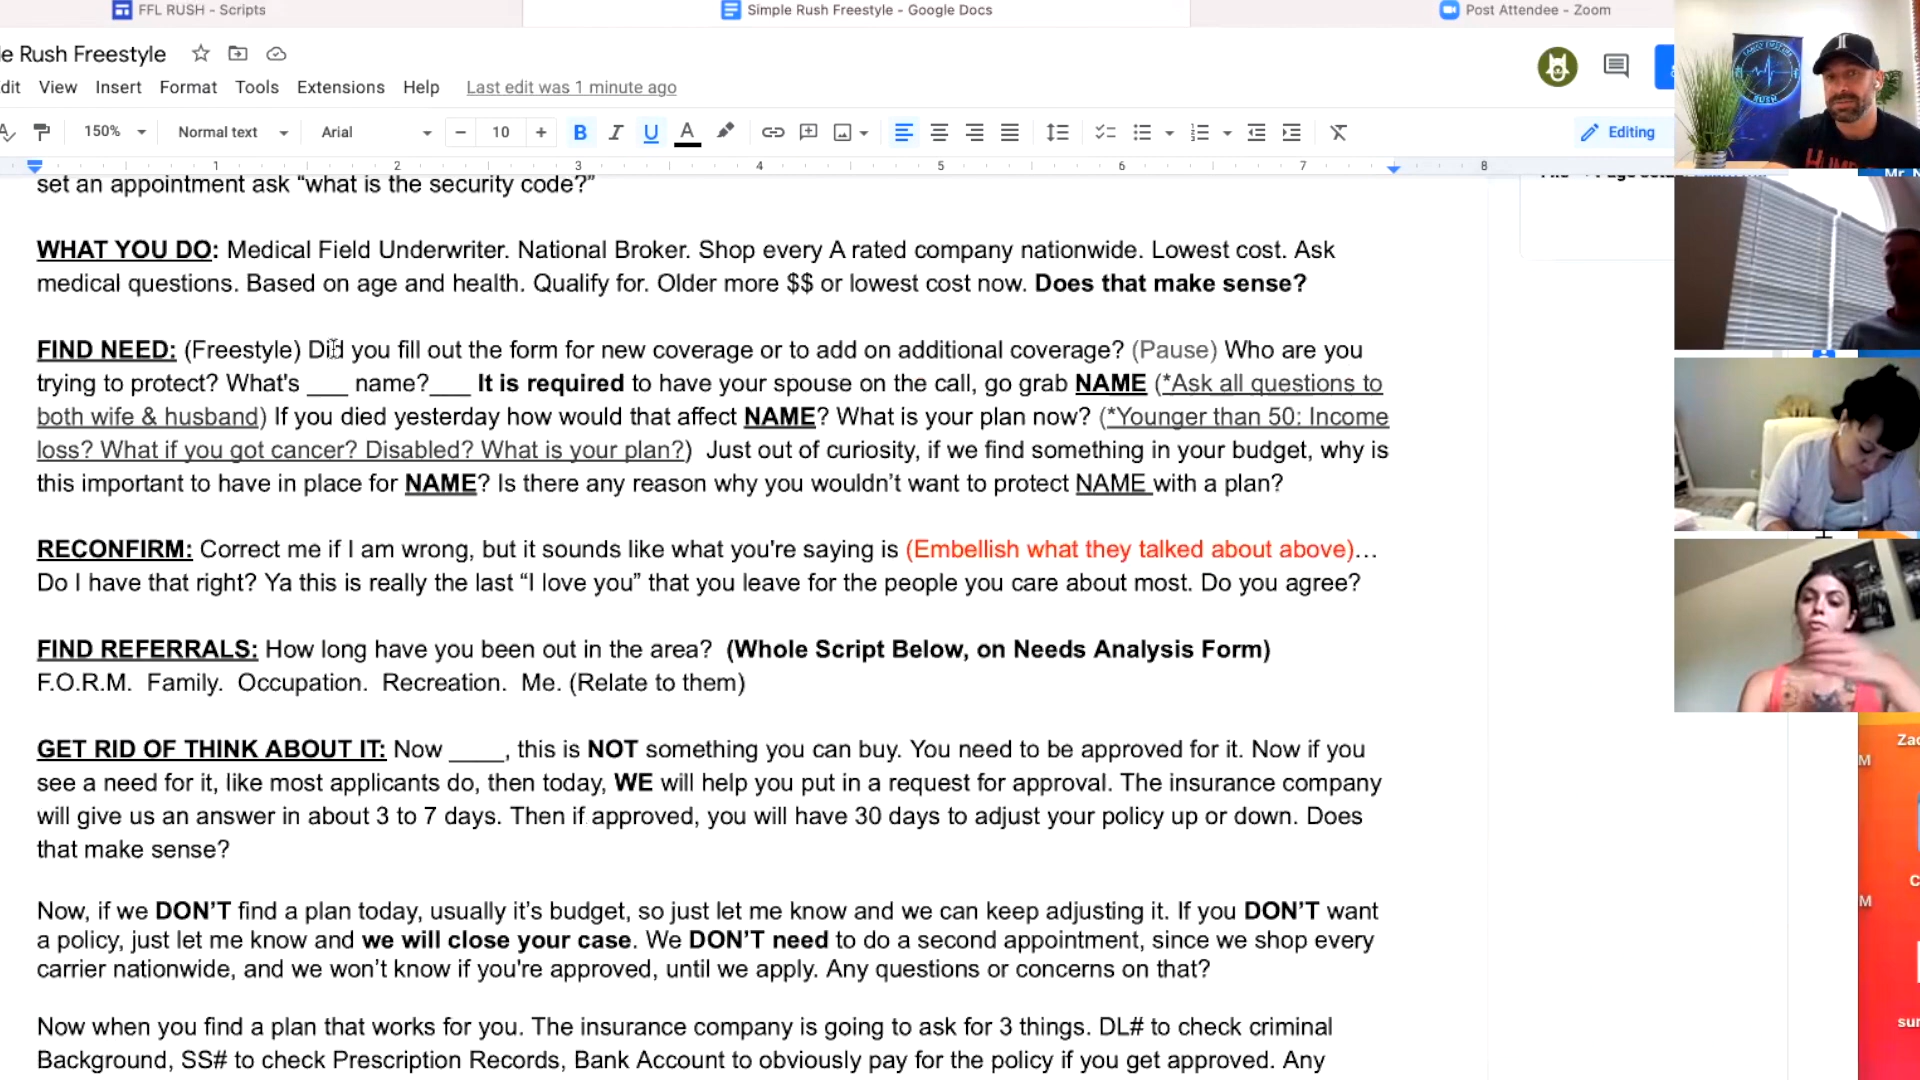 FFL RUSH - Scripts
Simple Rush Freestyle - Google Docs
Post Attendee - Zoom
e Rush Freestyle
dit View Insert Format Tools Extensions Help Last edit was 1 minute ago
150% Normal text Arial − 10 + B I U A Editing
1 2 3 4 5 6 7 8
set an appointment ask “what is the security code?”
WHAT YOU DO: Medical Field Underwriter. National Broker. Shop every A rated company nationwide. Lowest cost. Ask
medical questions. Based on age and health. Qualify for. Older more $$ or lowest cost now. Does that make sense?
FIND NEED: (Freestyle) Did you fill out the form for new coverage or to add on additional coverage? (Pause) Who are you
trying to protect? What's ___ name?___ It is required to have your spouse on the call, go grab NAME (*Ask all questions to
both wife & husband) If you died yesterday how would that affect NAME? What is your plan now? (*Younger than 50: Income
loss? What if you got cancer? Disabled? What is your plan?) Just out of curiosity, if we find something in your budget, why is
this important to have in place for NAME? Is there any reason why you wouldn’t want to protect NAME with a plan?
RECONFIRM: Correct me if I am wrong, but it sounds like what you're saying is (Embellish what they talked about above)…
Do I have that right? Ya this is really the last “I love you” that you leave for the people you care about most. Do you agree?
FIND REFERRALS: How long have you been out in the area? (Whole Script Below, on Needs Analysis Form)
F.O.R.M. Family. Occupation. Recreation. Me. (Relate to them)
GET RID OF THINK ABOUT IT: Now ____, this is NOT something you can buy. You need to be approved for it. Now if you
see a need for it, like most applicants do, then today, WE will help you put in a request for approval. The insurance company
will give us an answer in about 3 to 7 days. Then if approved, you will have 30 days to adjust your policy up or down. Does
that make sense?
Now, if we DON’T find a plan today, usually it’s budget, so just let me know and we can keep adjusting it. If you DON’T want
a policy, just let me know and we will close your case. We DON’T need to do a second appointment, since we shop every
carrier nationwide, and we won’t know if you're approved, until we apply. Any questions or concerns on that?
Now when you find a plan that works for you. The insurance company is going to ask for 3 things. DL# to check criminal
Background, SS# to check Prescription Records, Bank Account to obviously pay for the policy if you get approved. Any
RUSH
Mr. N
Zac
M
C
M
sur